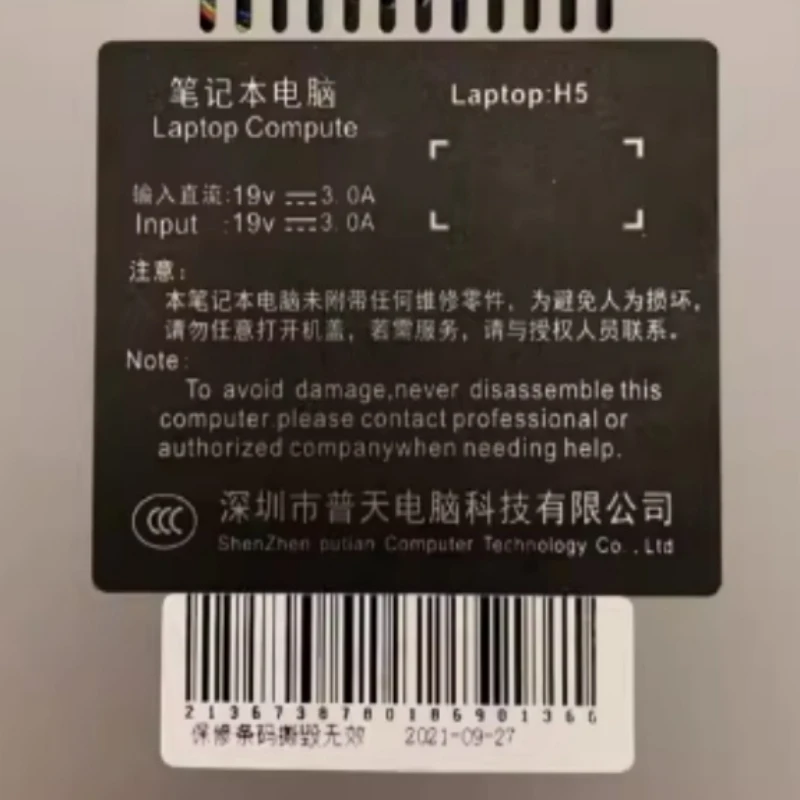 笔记本电脑
Laptop Compute
Laptop:H5
输入直流:19v 3.0A
Input :19v 3.0A
注意:
本笔记本电脑未附带任何维修零件，为避免人为损坏，
请勿任意打开机盖，若需服务，请与授权人员联系。
Note:
To avoid damage,never disassemble this
computer.please contact professional or
authorized companywhen needing help.
CCC
深圳市普天电脑科技有限公司
ShenZhen putian Computer Technology Co.,Ltd
保修条码撕毁无效 2021-09-27